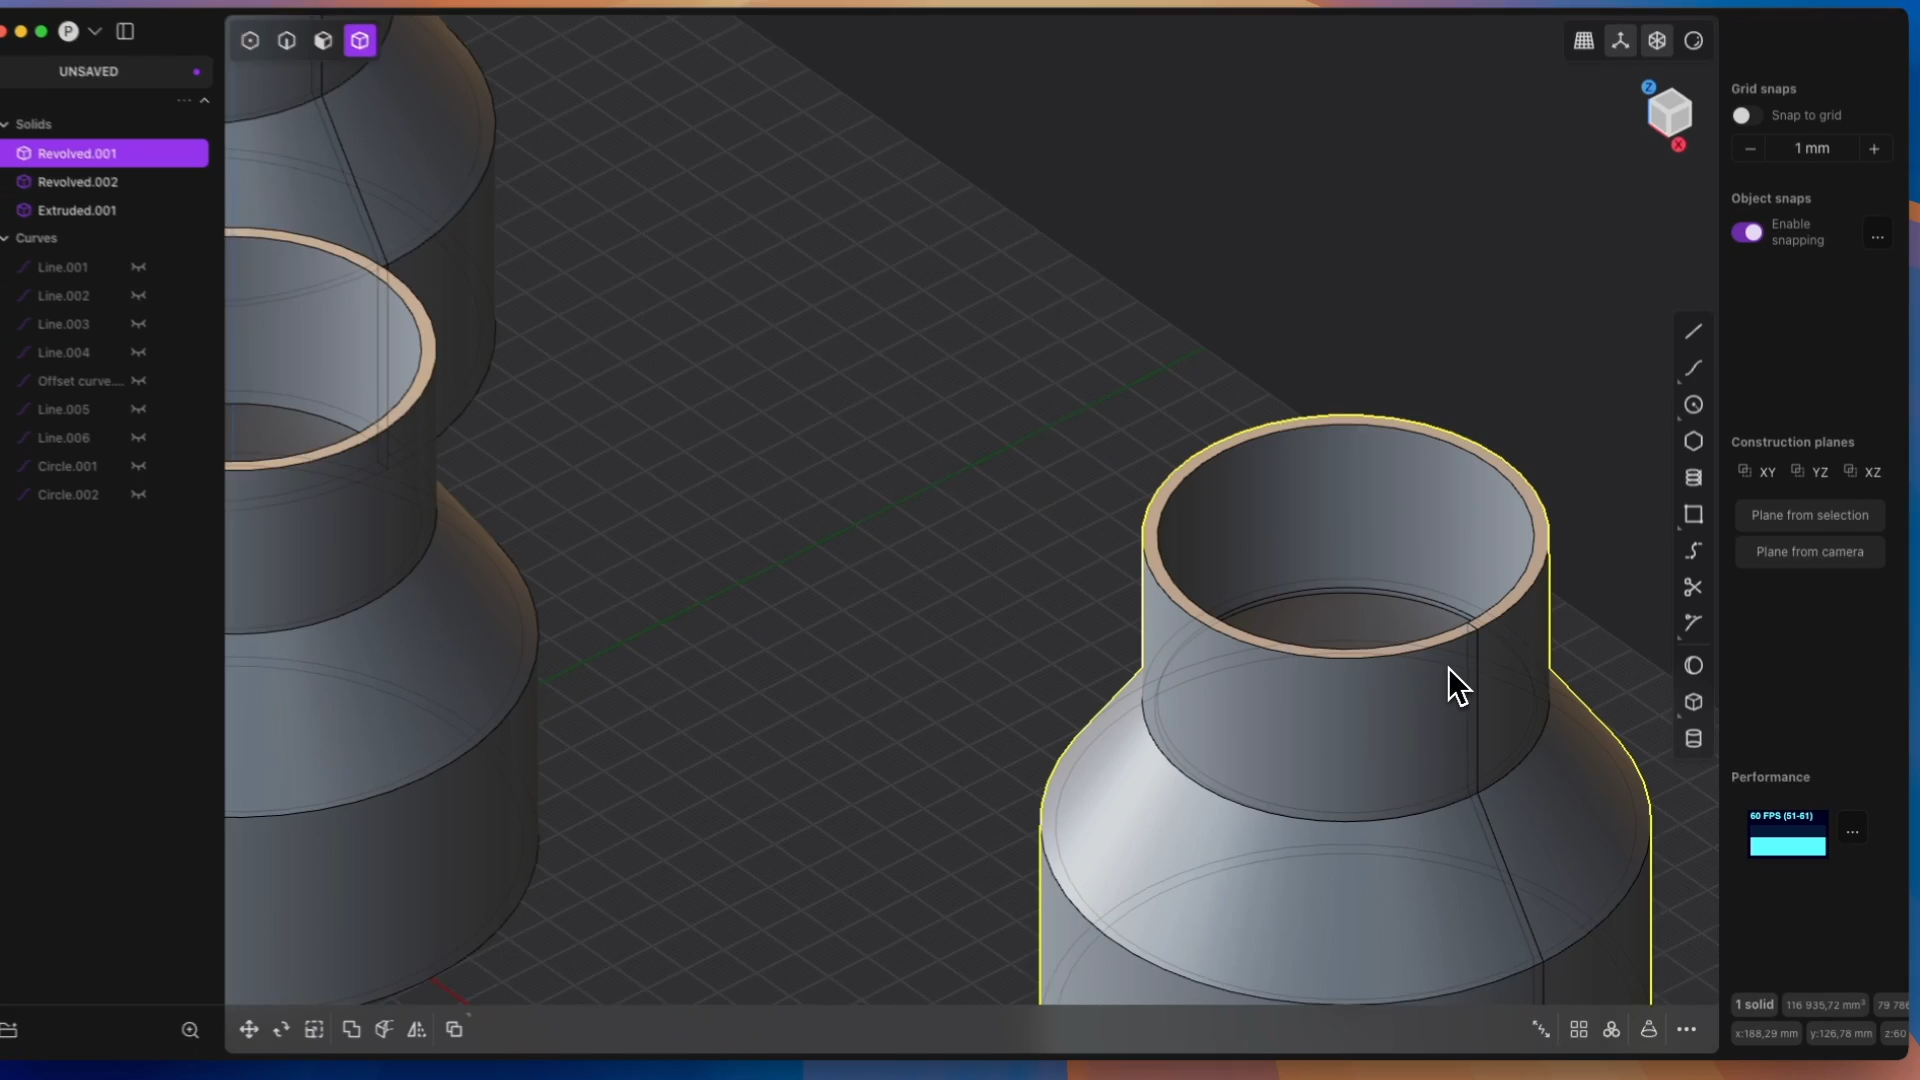 P
UNSAVED
Solids
Revolved.001
Revolved.002
Extruded.001
Curves
Line.001
Line.002
Line.003
Line.004
Offset curve....
Line.005
Line.006
Circle.001
Circle.002
Z
X
Grid snaps
Snap to grid
1 mm
Object snaps
Enable
snapping
Construction planes
XY YZ XZ
Plane from selection
Plane from camera
Performance
60 FPS (51-61)
1 solid 116 935,72 mm³ 79 786
x:188,29 mm y:126,78 mm z:60